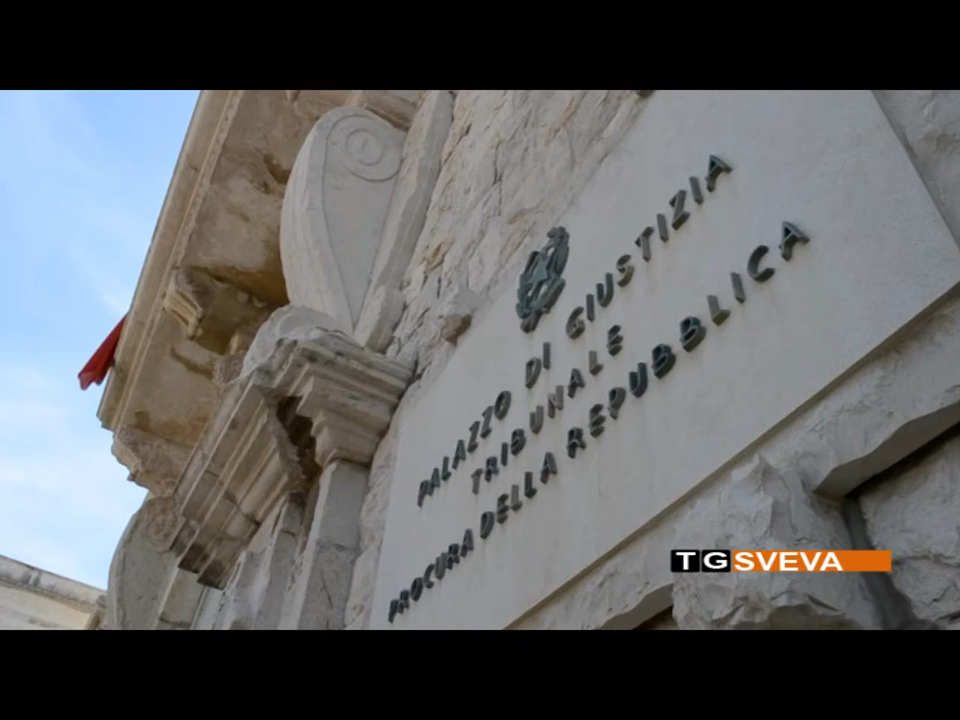 PALAZZO DI GIUSTIZIA
TRIBUNALE
PROCURA DELLA REPUBBLICA
TGSVEVA